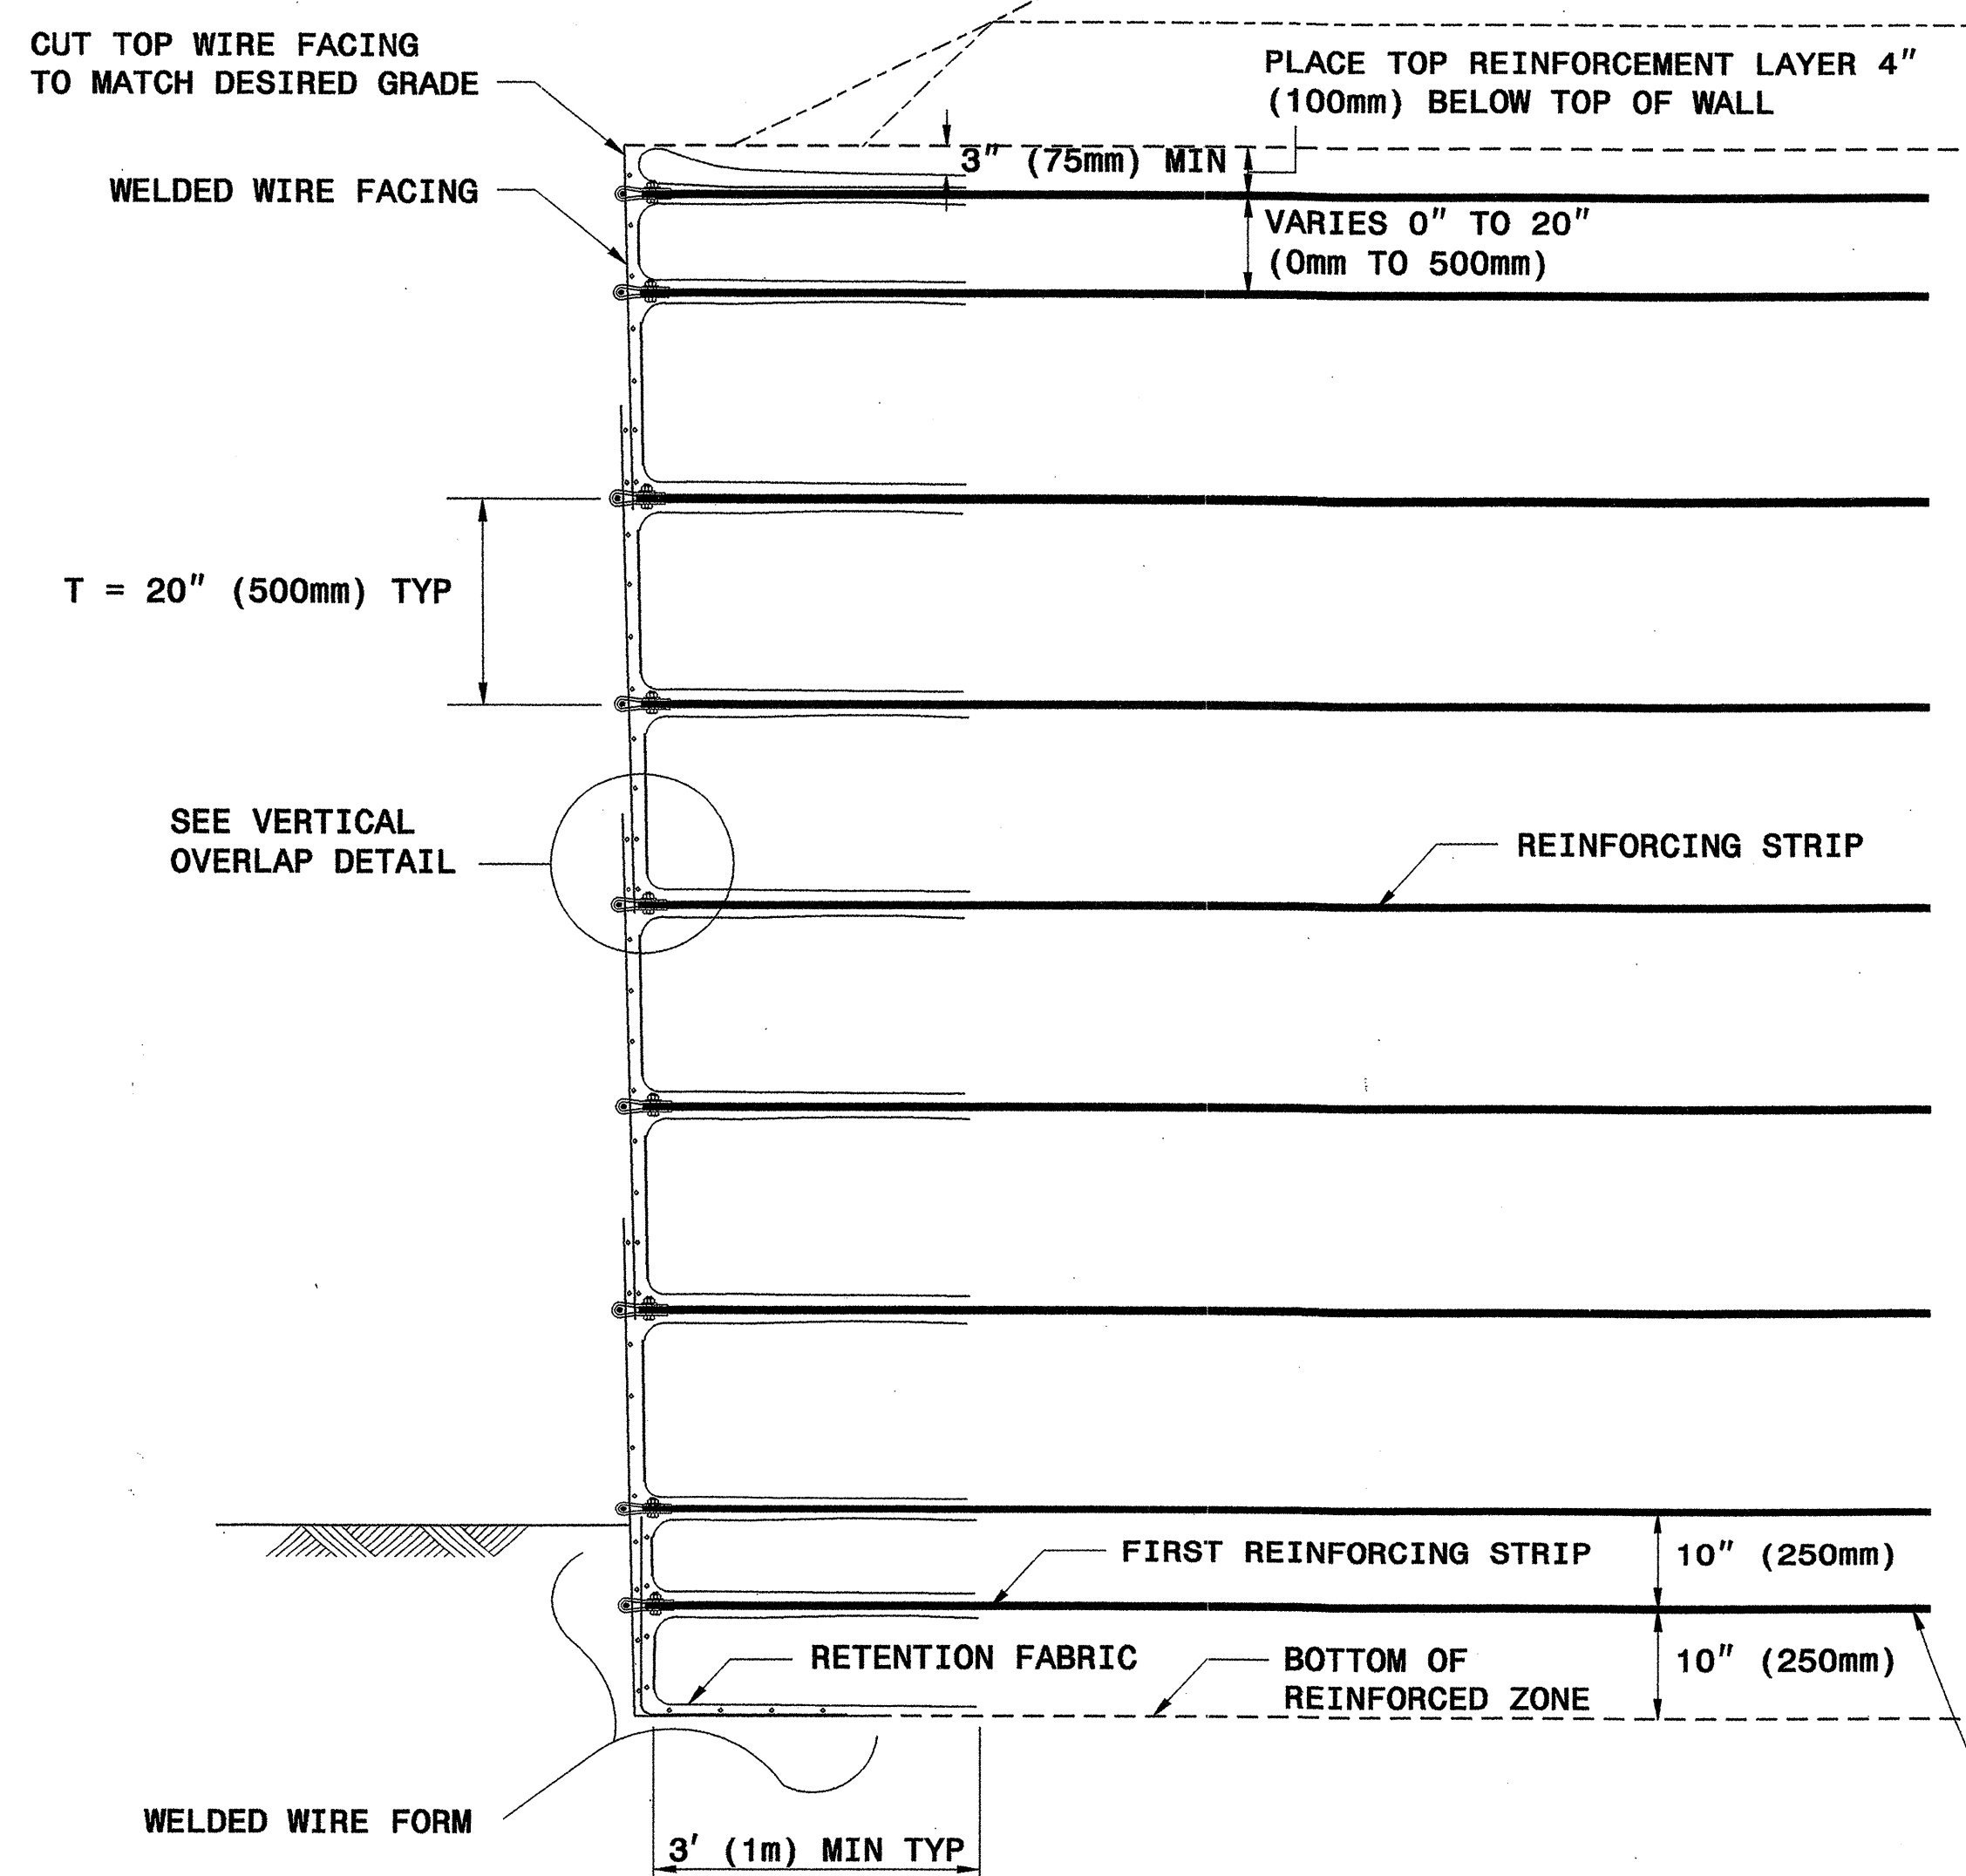 CUT TOP WIRE FACING
TO MATCH DESIRED GRADE
PLACE TOP REINFORCEMENT LAYER 4"
(100mm) BELOW TOP OF WALL
3" (75mm) MIN
WELDED WIRE FACING
VARIES 0" TO 20"
(0mm TO 500mm)
T = 20" (500mm) TYP
SEE VERTICAL
OVERLAP DETAIL
REINFORCING STRIP
FIRST REINFORCING STRIP
10" (250mm)
RETENTION FABRIC
BOTTOM OF
REINFORCED ZONE
10" (250mm)
WELDED WIRE FORM
3' (1m) MIN TYP